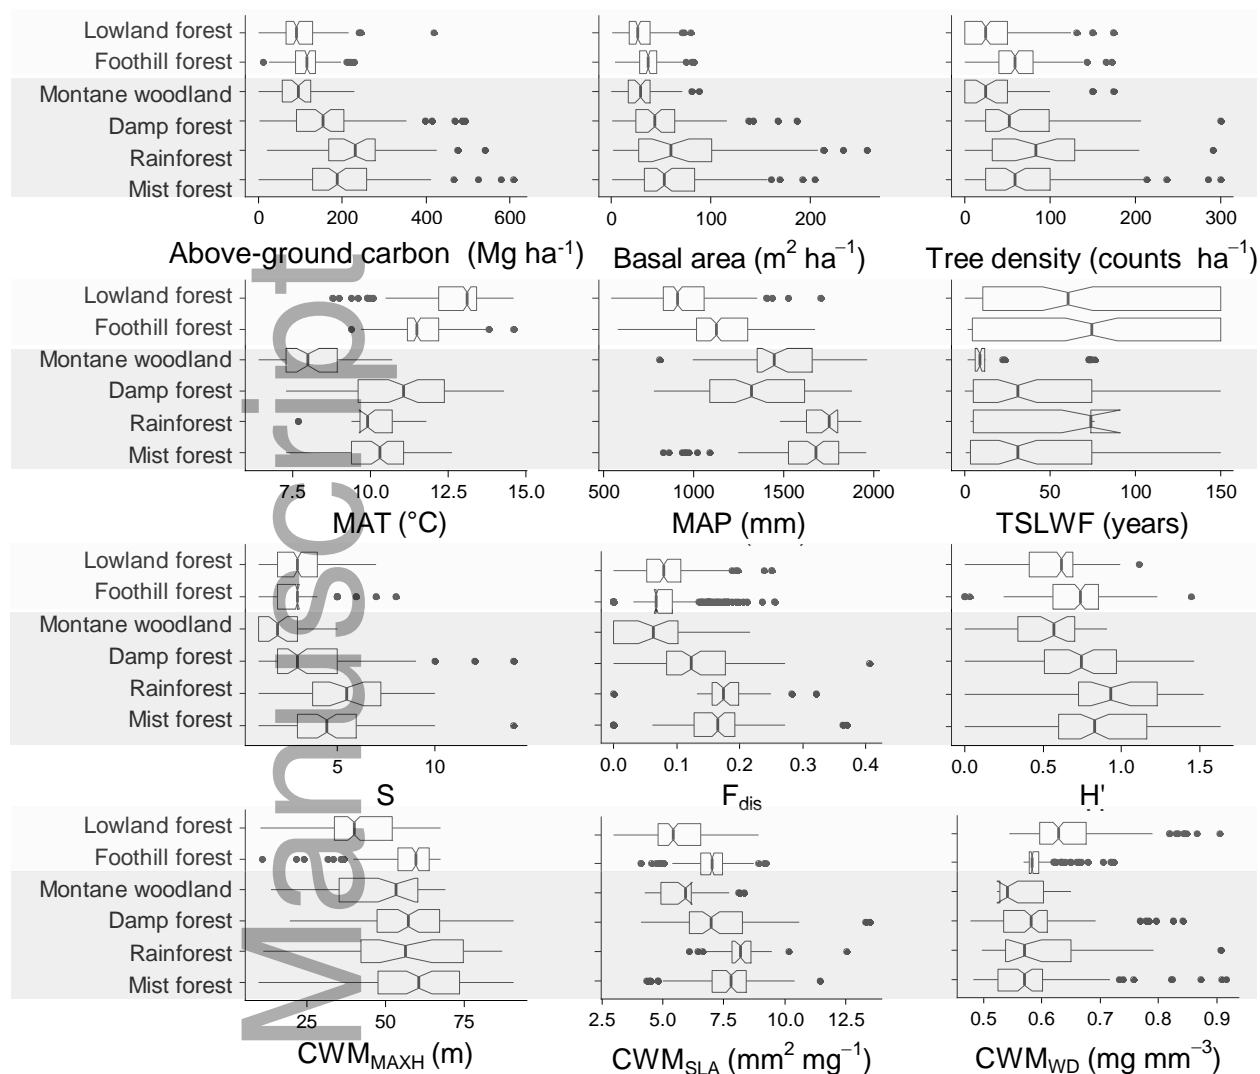 Lowland forest
Foothill forest
Montane woodland
Damp forest
Rainforest
Mist forest
0 200 400 600 0 100 200 0 100 200 300
Above-ground carbon (Mg ha⁻¹) Basal area (m² ha⁻¹) Tree density (counts ha⁻¹)
Lowland forest
Foothill forest
Montane woodland
Damp forest
Rainforest
Mist forest
7.5 10.0 12.5 15.0 500 1000 1500 2000 0 50 100 150
MAT (°C) MAP (mm) TSLWF (years)
Lowland forest
Foothill forest
Montane woodland
Damp forest
Rainforest
Mist forest
5 10 0.0 0.1 0.2 0.3 0.4 0.0 0.5 1.0 1.5
S F_dis H'
Lowland forest
Foothill forest
Montane woodland
Damp forest
Rainforest
Mist forest
25 50 75 2.5 5.0 7.5 10.0 12.5 0.5 0.6 0.7 0.8 0.9
CWM_MAXH (m) CWM_SLA (mm² mg⁻¹) CWM_WD (mg mm⁻³)
Manuscript